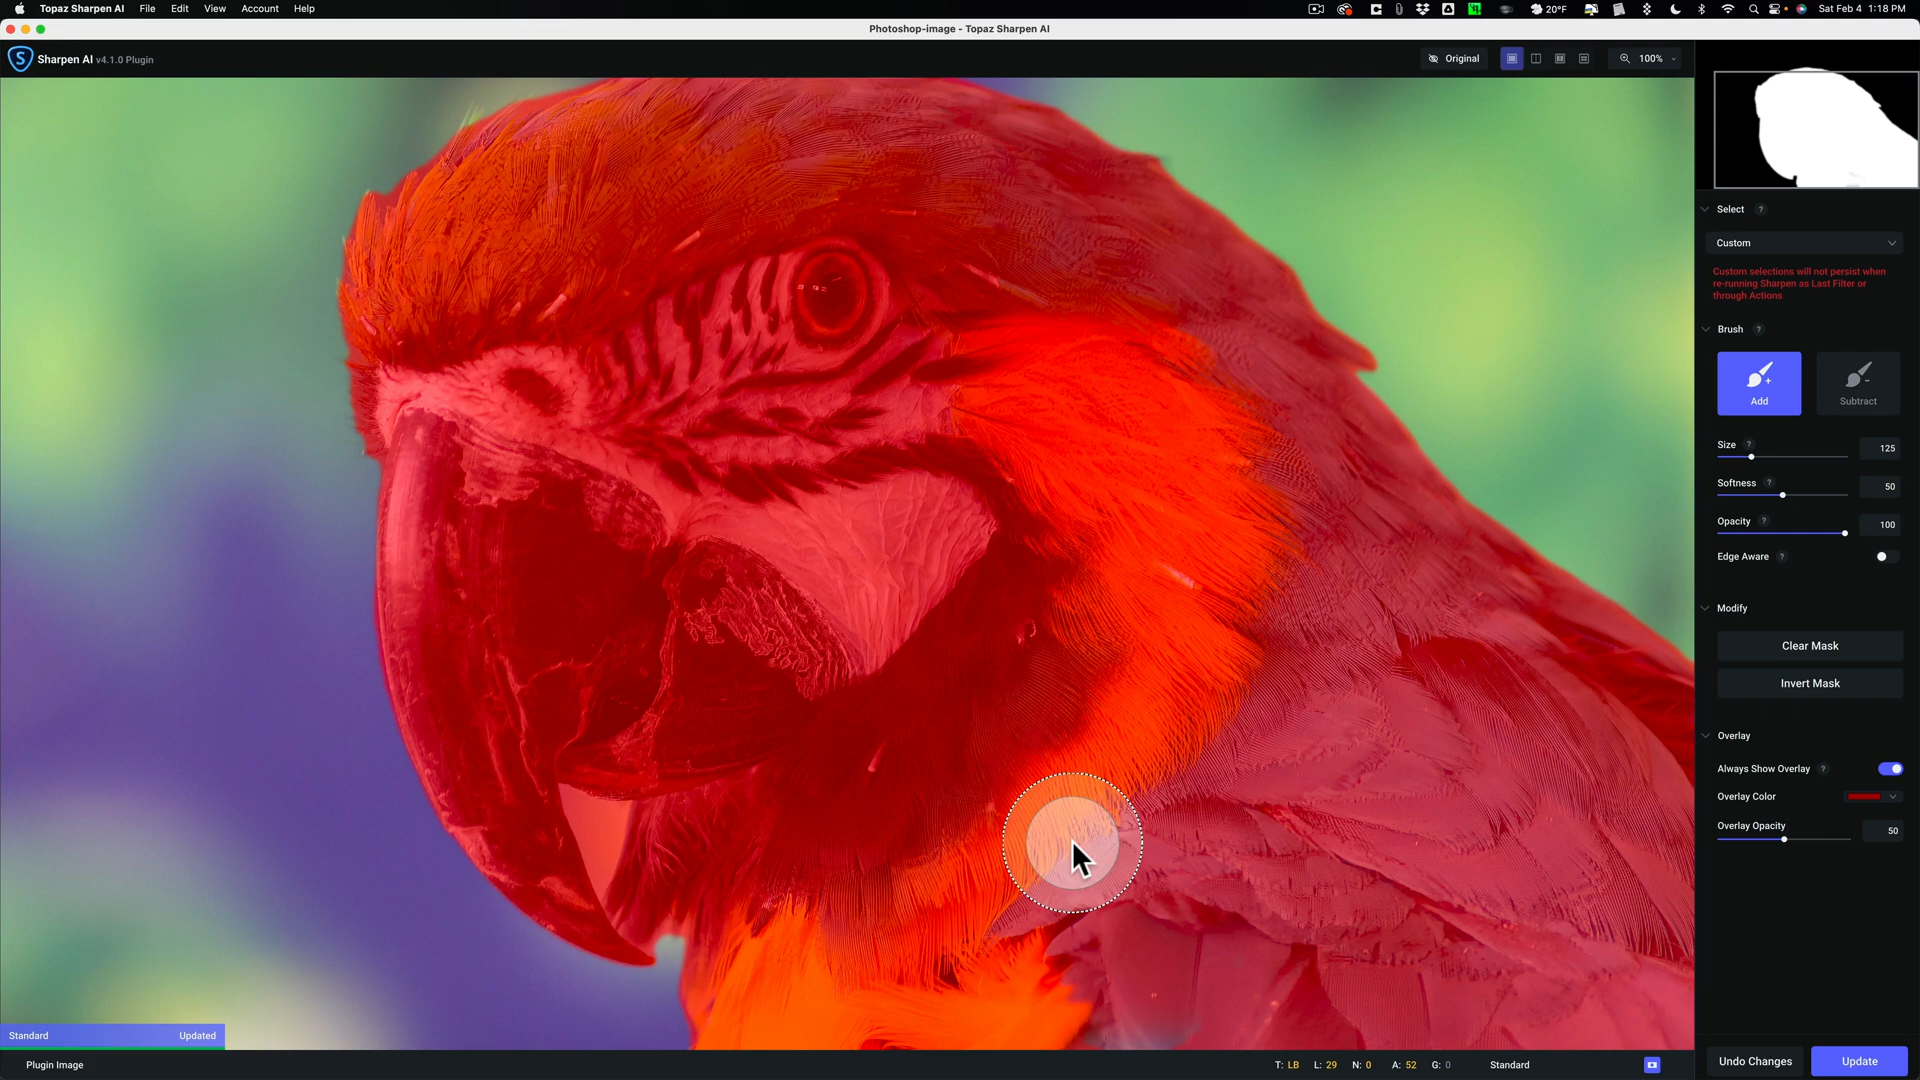 Topaz Sharpen AI File Edit View Account Help 20°F Sat Feb 4 1:18 PM
Photoshop-image - Topaz Sharpen AI
Sharpen AI v4.1.0 Plugin Original 100%
Select ?
Custom
Custom selections will not persist when
re-running Sharpen as Last Filter or
through Actions
Brush ?
Add Subtract
Size ? 125
Softness ? 50
Opacity ? 100
Edge Aware ?
Modify
Clear Mask
Invert Mask
Overlay
Always Show Overlay ?
Overlay Color
Overlay Opacity 50
Standard Updated
Plugin Image T: LB L: 29 N: 0 A: 52 G: 0 Standard Undo Changes Update